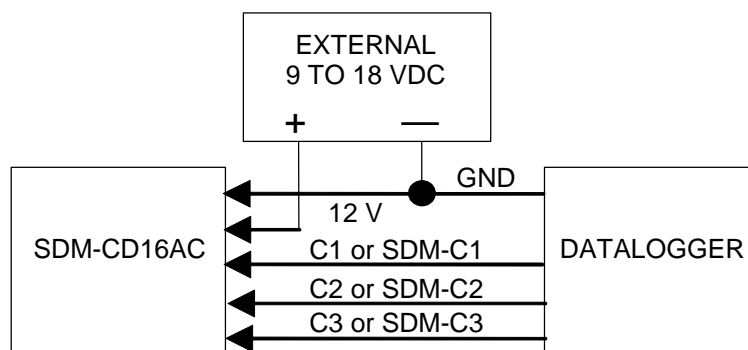 EXTERNAL
9 TO 18 VDC
+ —
GND
12 V
SDM-CD16AC
C1 or SDM-C1
DATALOGGER
C2 or SDM-C2
C3 or SDM-C3